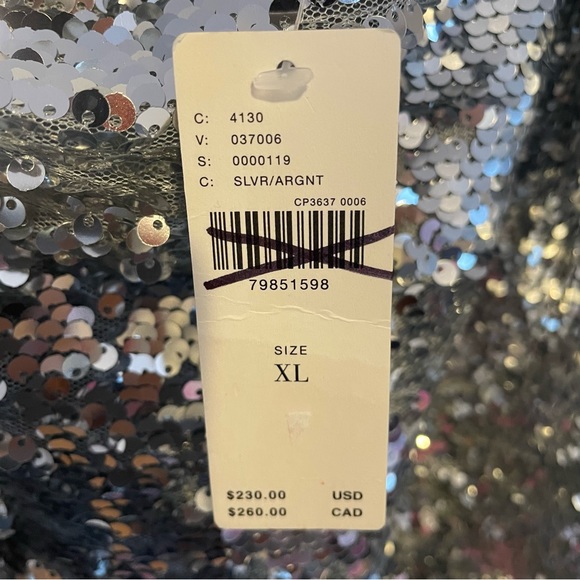 C: 4130
V: 037006
S: 0000119
C: SLVR/ARGNT
CP3637 0006
79851598
SIZE
XL
$230.00 USD
$260.00 CAD